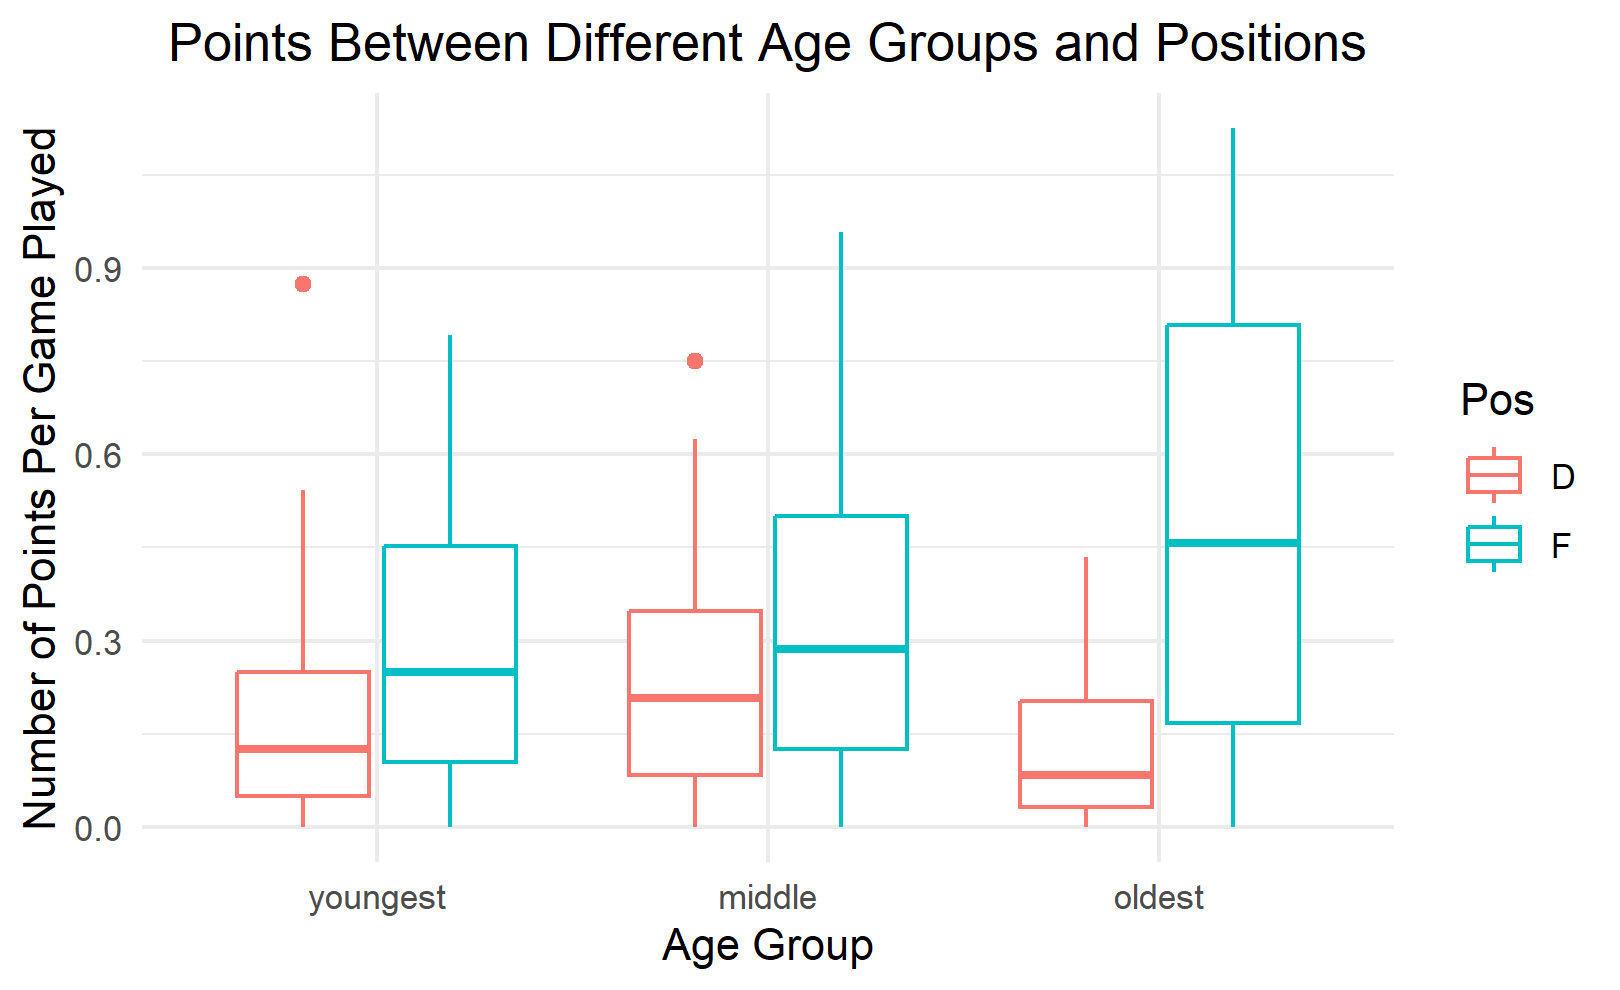 Points Between Different Age Groups and Positions
Number of Points Per Game Played
0.9
0.6
0.3
0.0
youngest
middle
oldest
Age Group
Pos
D
F